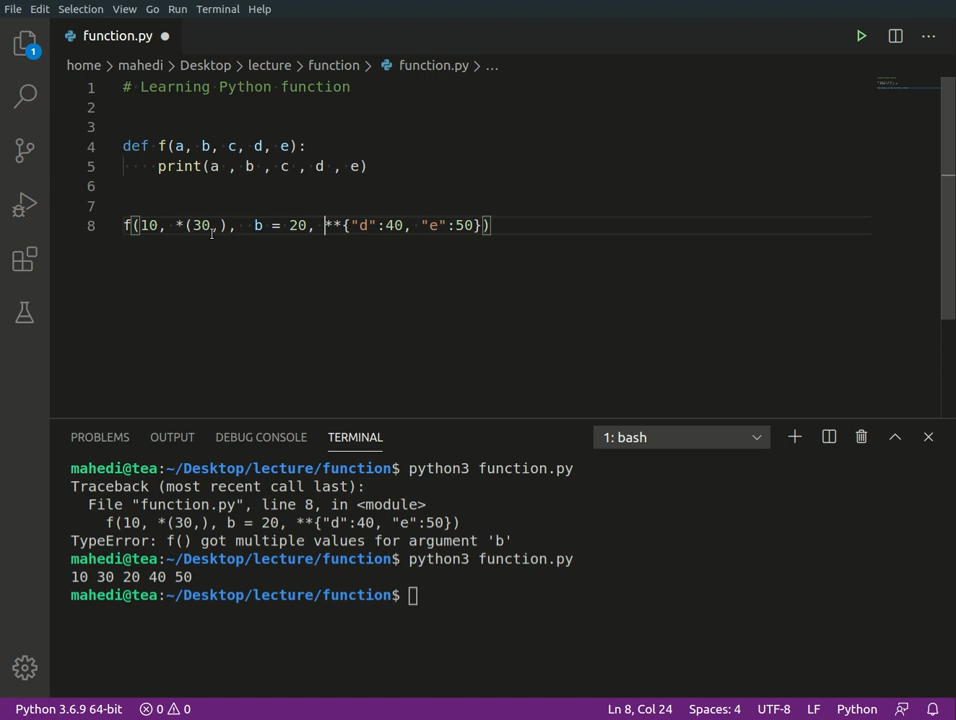 File Edit Selection View Go Run Terminal Help
function.py
1
home > mahedi > Desktop > lecture > function > function.py > ...
1 # Learning Python function
2
3
4 def f(a, b, c, d, e):
5 print(a , b , c , d , e)
6
7
8 f(10, *(30,), b = 20, **{"d":40, "e":50})
PROBLEMS OUTPUT DEBUG CONSOLE TERMINAL 1: bash
mahedi@tea:~/Desktop/lecture/function$ python3 function.py
Traceback (most recent call last):
File "function.py", line 8, in <module>
f(10, *(30,), b = 20, **{"d":40, "e":50})
TypeError: f() got multiple values for argument 'b'
mahedi@tea:~/Desktop/lecture/function$ python3 function.py
10 30 20 40 50
mahedi@tea:~/Desktop/lecture/function$
Python 3.6.9 64-bit 0 0 Ln 8, Col 24 Spaces: 4 UTF-8 LF Python